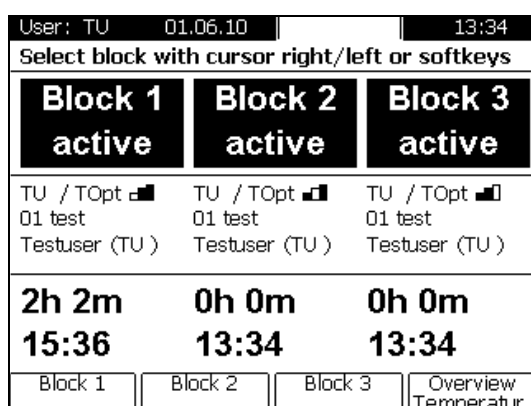 User: TU 01.06.10 13:34
Select block with cursor right/left or softkeys
Block 1 Block 2 Block 3
active active active
TU / TOpt TU / TOpt TU / TOpt
01 test 01 test 01 test
Testuser (TU ) Testuser (TU ) Testuser (TU )
2h 2m 0h 0m 0h 0m
15:36 13:34 13:34
Block 1 Block 2 Block 3 Overview
Temperatur